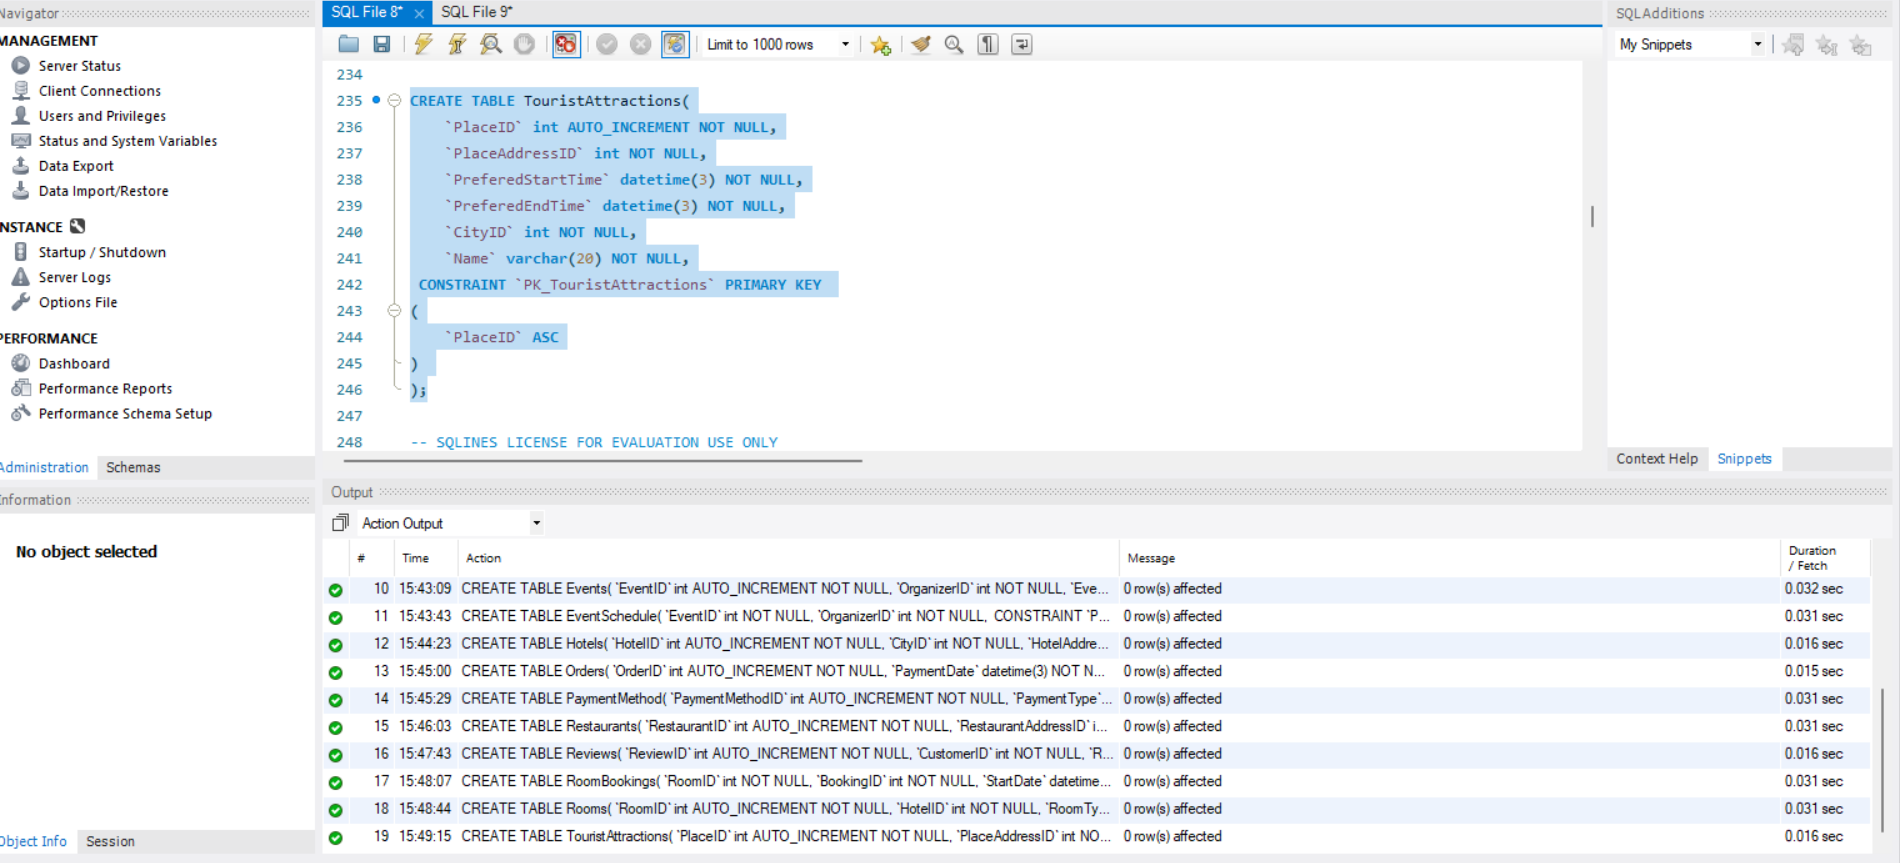 Navigator
MANAGEMENT
Server Status
Client Connections
Users and Privileges
Status and System Variables
Data Export
Data Import/Restore
INSTANCE
Startup / Shutdown
Server Logs
Options File
PERFORMANCE
Dashboard
Performance Reports
Performance Schema Setup
Administration Schemas
Information
No object selected
Object Info Session
SQL File 8* × SQL File 9*
Limit to 1000 rows
234
235 CREATE TABLE TouristAttractions(
236 `PlaceID` int AUTO_INCREMENT NOT NULL,
237 `PlaceAddressID` int NOT NULL,
238 `PreferedStartTime` datetime(3) NOT NULL,
239 `PreferedEndTime` datetime(3) NOT NULL,
240 `CityID` int NOT NULL,
241 `Name` varchar(20) NOT NULL,
242 CONSTRAINT `PK_TouristAttractions` PRIMARY KEY
243 (
244 `PlaceID` ASC
245 )
246 );
247
248 -- SQLINES LICENSE FOR EVALUATION USE ONLY
SQLAdditions
My Snippets
Context Help Snippets
Output
Action Output
# Time Action Message Duration / Fetch
10 15:43:09 CREATE TABLE Events( `EventID` int AUTO_INCREMENT NOT NULL, `OrganizerID` int NOT NULL, `Eve... 0 row(s) affected 0.032 sec
11 15:43:43 CREATE TABLE EventSchedule( `EventID` int NOT NULL, `OrganizerID` int NOT NULL, CONSTRAINT `P... 0 row(s) affected 0.031 sec
12 15:44:23 CREATE TABLE Hotels( `HotelID` int AUTO_INCREMENT NOT NULL, `CityID` int NOT NULL, `HotelAddre... 0 row(s) affected 0.016 sec
13 15:45:00 CREATE TABLE Orders( `OrderID` int AUTO_INCREMENT NOT NULL, `PaymentDate` datetime(3) NOT N... 0 row(s) affected 0.015 sec
14 15:45:29 CREATE TABLE PaymentMethod( `PaymentMethodID` int AUTO_INCREMENT NOT NULL, `PaymentType`... 0 row(s) affected 0.031 sec
15 15:46:03 CREATE TABLE Restaurants( `RestaurantID` int AUTO_INCREMENT NOT NULL, `RestaurantAddressID` i... 0 row(s) affected 0.031 sec
16 15:47:43 CREATE TABLE Reviews( `ReviewID` int AUTO_INCREMENT NOT NULL, `CustomerID` int NOT NULL, `R... 0 row(s) affected 0.016 sec
17 15:48:07 CREATE TABLE RoomBookings( `RoomID` int NOT NULL, `BookingID` int NOT NULL, `StartDate` datetime... 0 row(s) affected 0.031 sec
18 15:48:44 CREATE TABLE Rooms( `RoomID` int AUTO_INCREMENT NOT NULL, `HotelID` int NOT NULL, `RoomTy... 0 row(s) affected 0.031 sec
19 15:49:15 CREATE TABLE TouristAttractions( `PlaceID` int AUTO_INCREMENT NOT NULL, `PlaceAddressID` int NO... 0 row(s) affected 0.016 sec